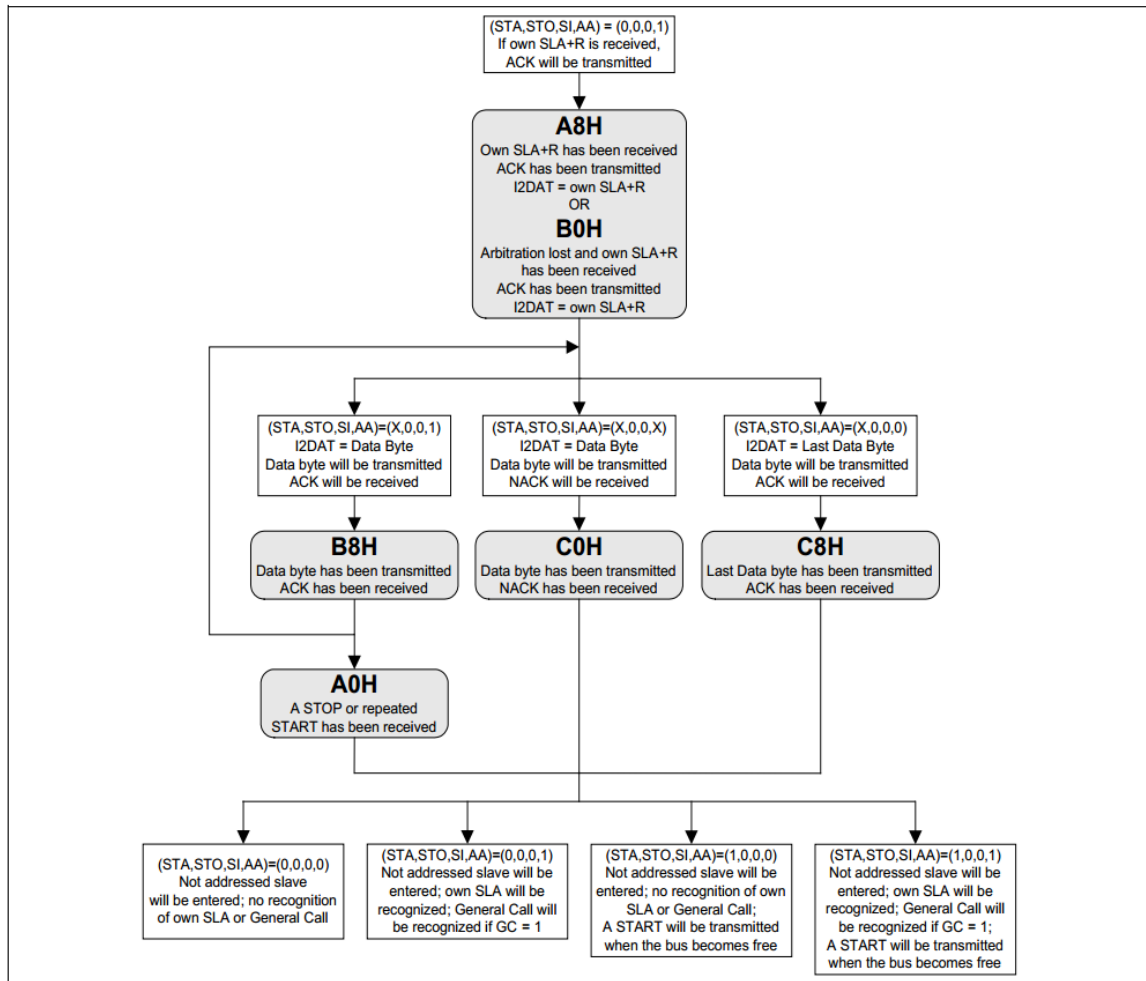 (STA,STO,SI,AA) = (0,0,0,1)
If own SLA+R is received,
ACK will be transmitted
A8H
Own SLA+R has been received
ACK has been transmitted
I2DAT = own SLA+R
OR
B0H
Arbitration lost and own SLA+R
has been received
ACK has been transmitted
I2DAT = own SLA+R
(STA,STO,SI,AA)=(X,0,0,1)
I2DAT = Data Byte
Data byte will be transmitted
ACK will be received
(STA,STO,SI,AA)=(X,0,0,X)
I2DAT = Data Byte
Data byte will be transmitted
NACK will be received
(STA,STO,SI,AA)=(X,0,0,0)
I2DAT = Last Data Byte
Data byte will be transmitted
ACK will be received
B8H
Data byte has been transmitted
ACK has been received
C0H
Data byte has been transmitted
NACK has been received
C8H
Last Data byte has been transmitted
ACK has been received
A0H
A STOP or repeated
START has been received
(STA,STO,SI,AA)=(0,0,0,0)
Not addressed slave
will be entered; no recognition
of own SLA or General Call
(STA,STO,SI,AA)=(0,0,0,1)
Not addressed slave will be
entered; own SLA will be
recognized; General Call will
be recognized if GC = 1
(STA,STO,SI,AA)=(1,0,0,0)
Not addressed slave will be
entered; no recognition of own
SLA or General Call;
A START will be transmitted
when the bus becomes free
(STA,STO,SI,AA)=(1,0,0,1)
Not addressed slave will be
entered; own SLA will be
recognized; General Call will
be recognized if GC = 1;
A START will be transmitted
when the bus becomes free